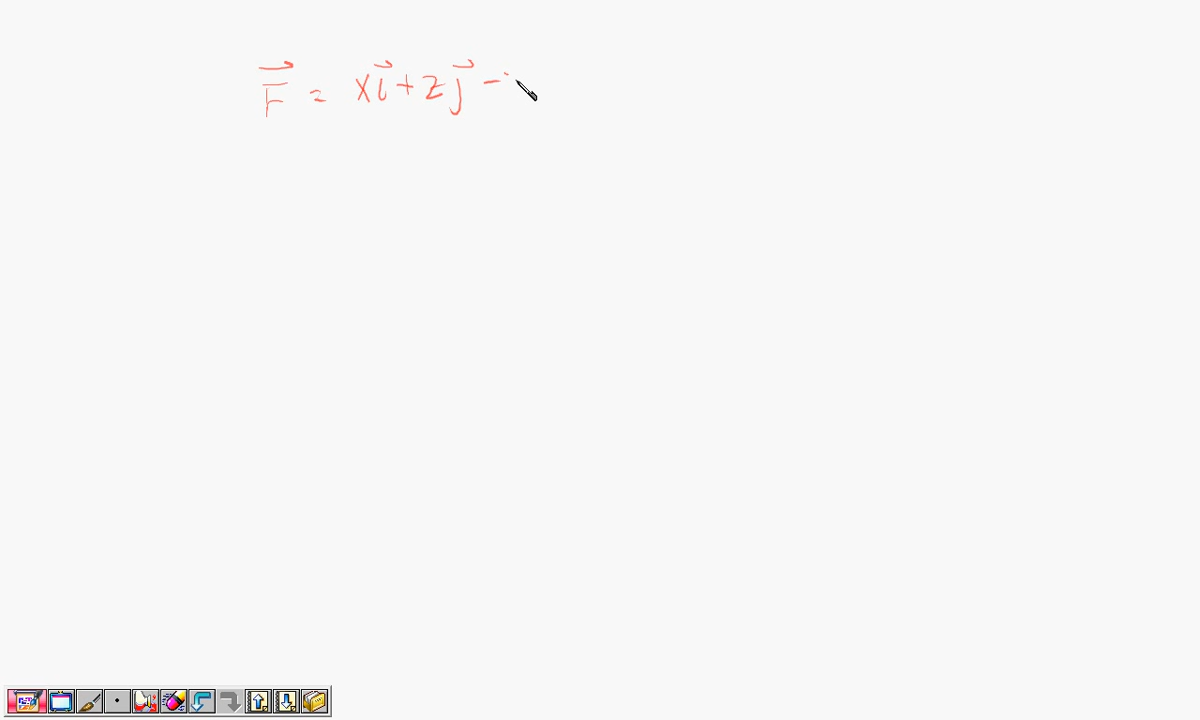 F⃗ = xi⃗ + zj⃗ -